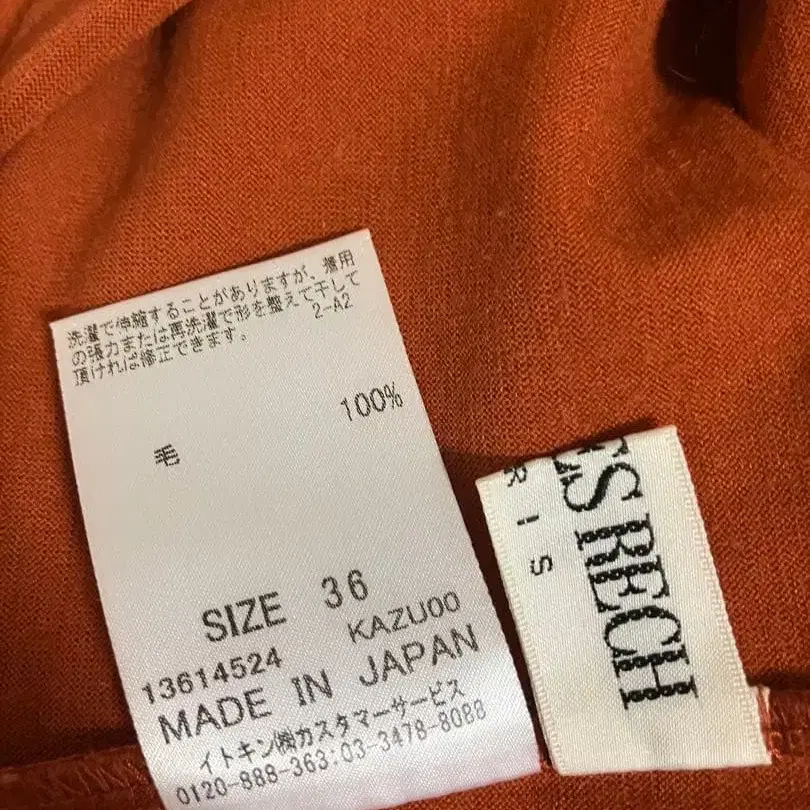 洗濯で伸縮することがありますが、着用
の張力または再洗濯で形を整えて干して
頂ければ修正できます。 2-A2
毛 100%
SIZE 36
13614524 KAZU00
MADE IN JAPAN
イトキン㈱カスタマーサービス
0120-888-363:03-3478-8088
ES RECH
RIS